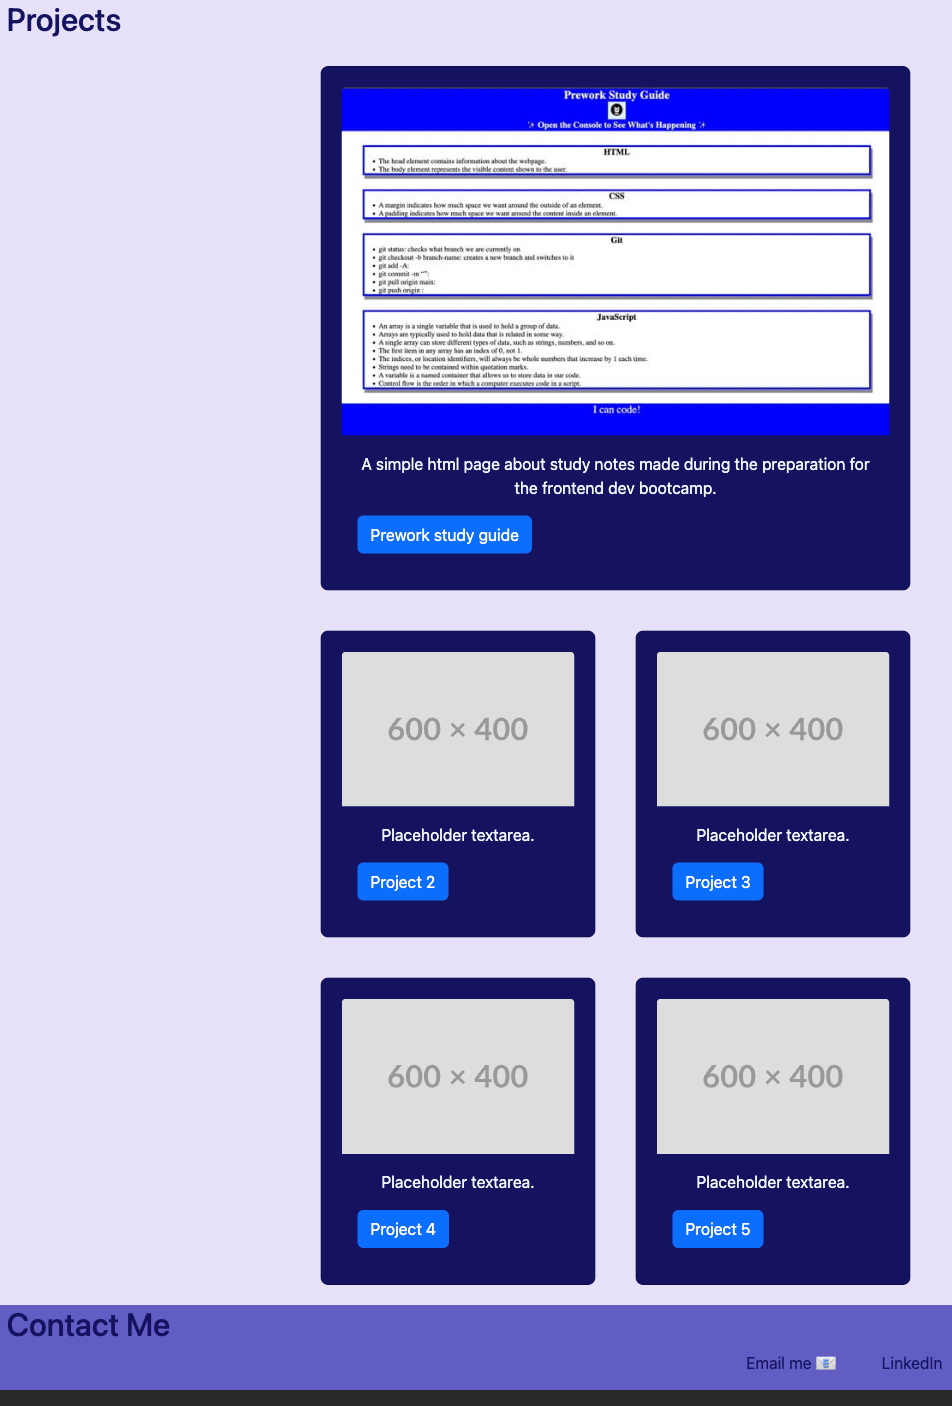 Projects
Prework Study Guide
✨ Open the Console to See What's Happening ✨
HTML
• The head element contains information about the webpage.
• The body element represents the visible content shown to the user.
CSS
• A margin indicates how much space we want around the outside of an element.
• A padding indicates how much space we want around the content inside an element.
Git
• git status: checks what branch we are currently on
• git checkout -b branch-name: creates a new branch and switches to it
• git add -A:
• git commit -m “”:
• git pull origin main:
• git push origin :
JavaScript
• An array is a single variable that is used to hold a group of data.
• Arrays are typically used to hold data that is related in some way.
• A single array can store different types of data, such as strings, numbers, and so on.
• The first item in any array has an index of 0, not 1.
• The indices, or location identifiers, will always be whole numbers that increase by 1 each time.
• Strings need to be contained within quotation marks.
• A variable is a named container that allows us to store data in our code.
• Control flow is the order in which a computer executes code in a script.
I can code!
A simple html page about study notes made during the preparation for
the frontend dev bootcamp.
Prework study guide
600 × 400
Placeholder textarea.
Project 2
600 × 400
Placeholder textarea.
Project 3
600 × 400
Placeholder textarea.
Project 4
600 × 400
Placeholder textarea.
Project 5
Contact Me
Email me 📧
LinkedIn